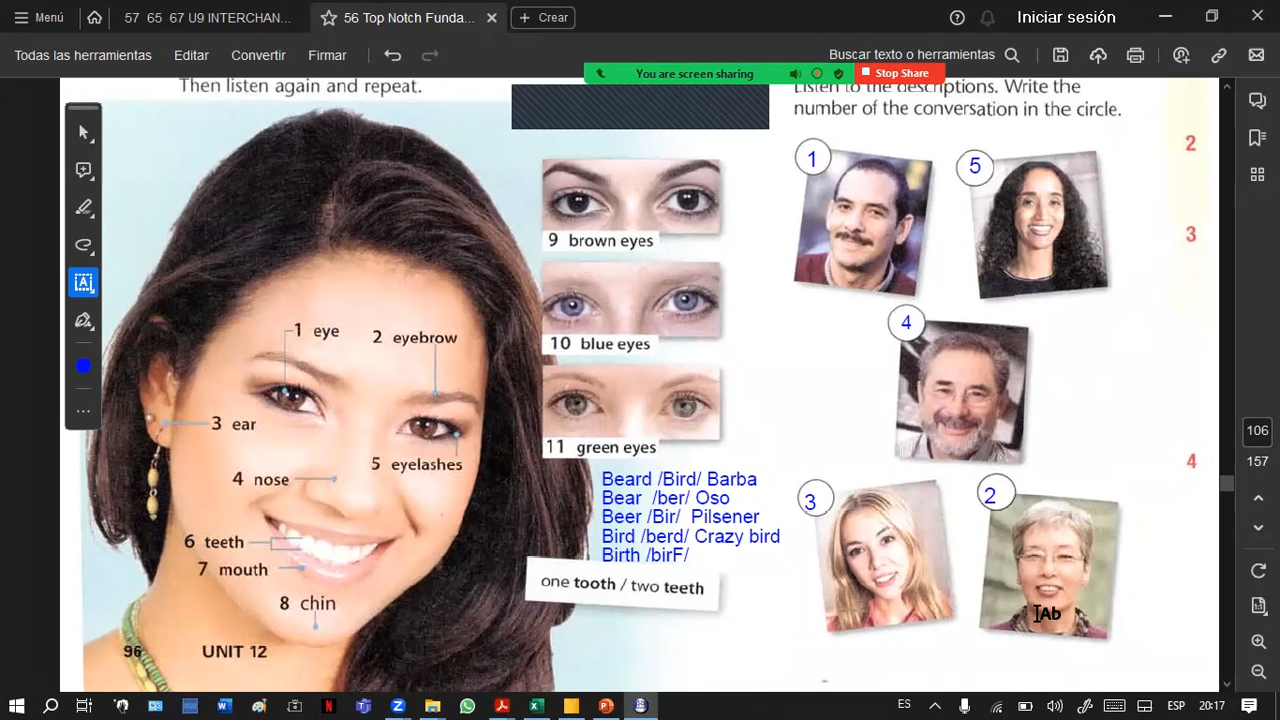 Menú
57 65 67 U9 INTERCHAN...
56 Top Notch Funda...
Crear
Iniciar sesión
Todas las herramientas
Editar
Convertir
Firmar
Buscar texto o herramientas
You are screen sharing
Stop Share
Then listen again and repeat.
Listen to the descriptions. Write the
number of the conversation in the circle.
1 eye
2 eyebrow
3 ear
5 eyelashes
4 nose
6 teeth
7 mouth
8 chin
96 UNIT 12
9 brown eyes
10 blue eyes
11 green eyes
Beard /Bird/ Barba
Bear /ber/ Oso
Beer /Bir/ Pilsener
Bird /berd/ Crazy bird
Birth /birF/
one tooth / two teeth
1
5
4
3
2
Ab
2
3
4
106
157
ES
ESP
20:17